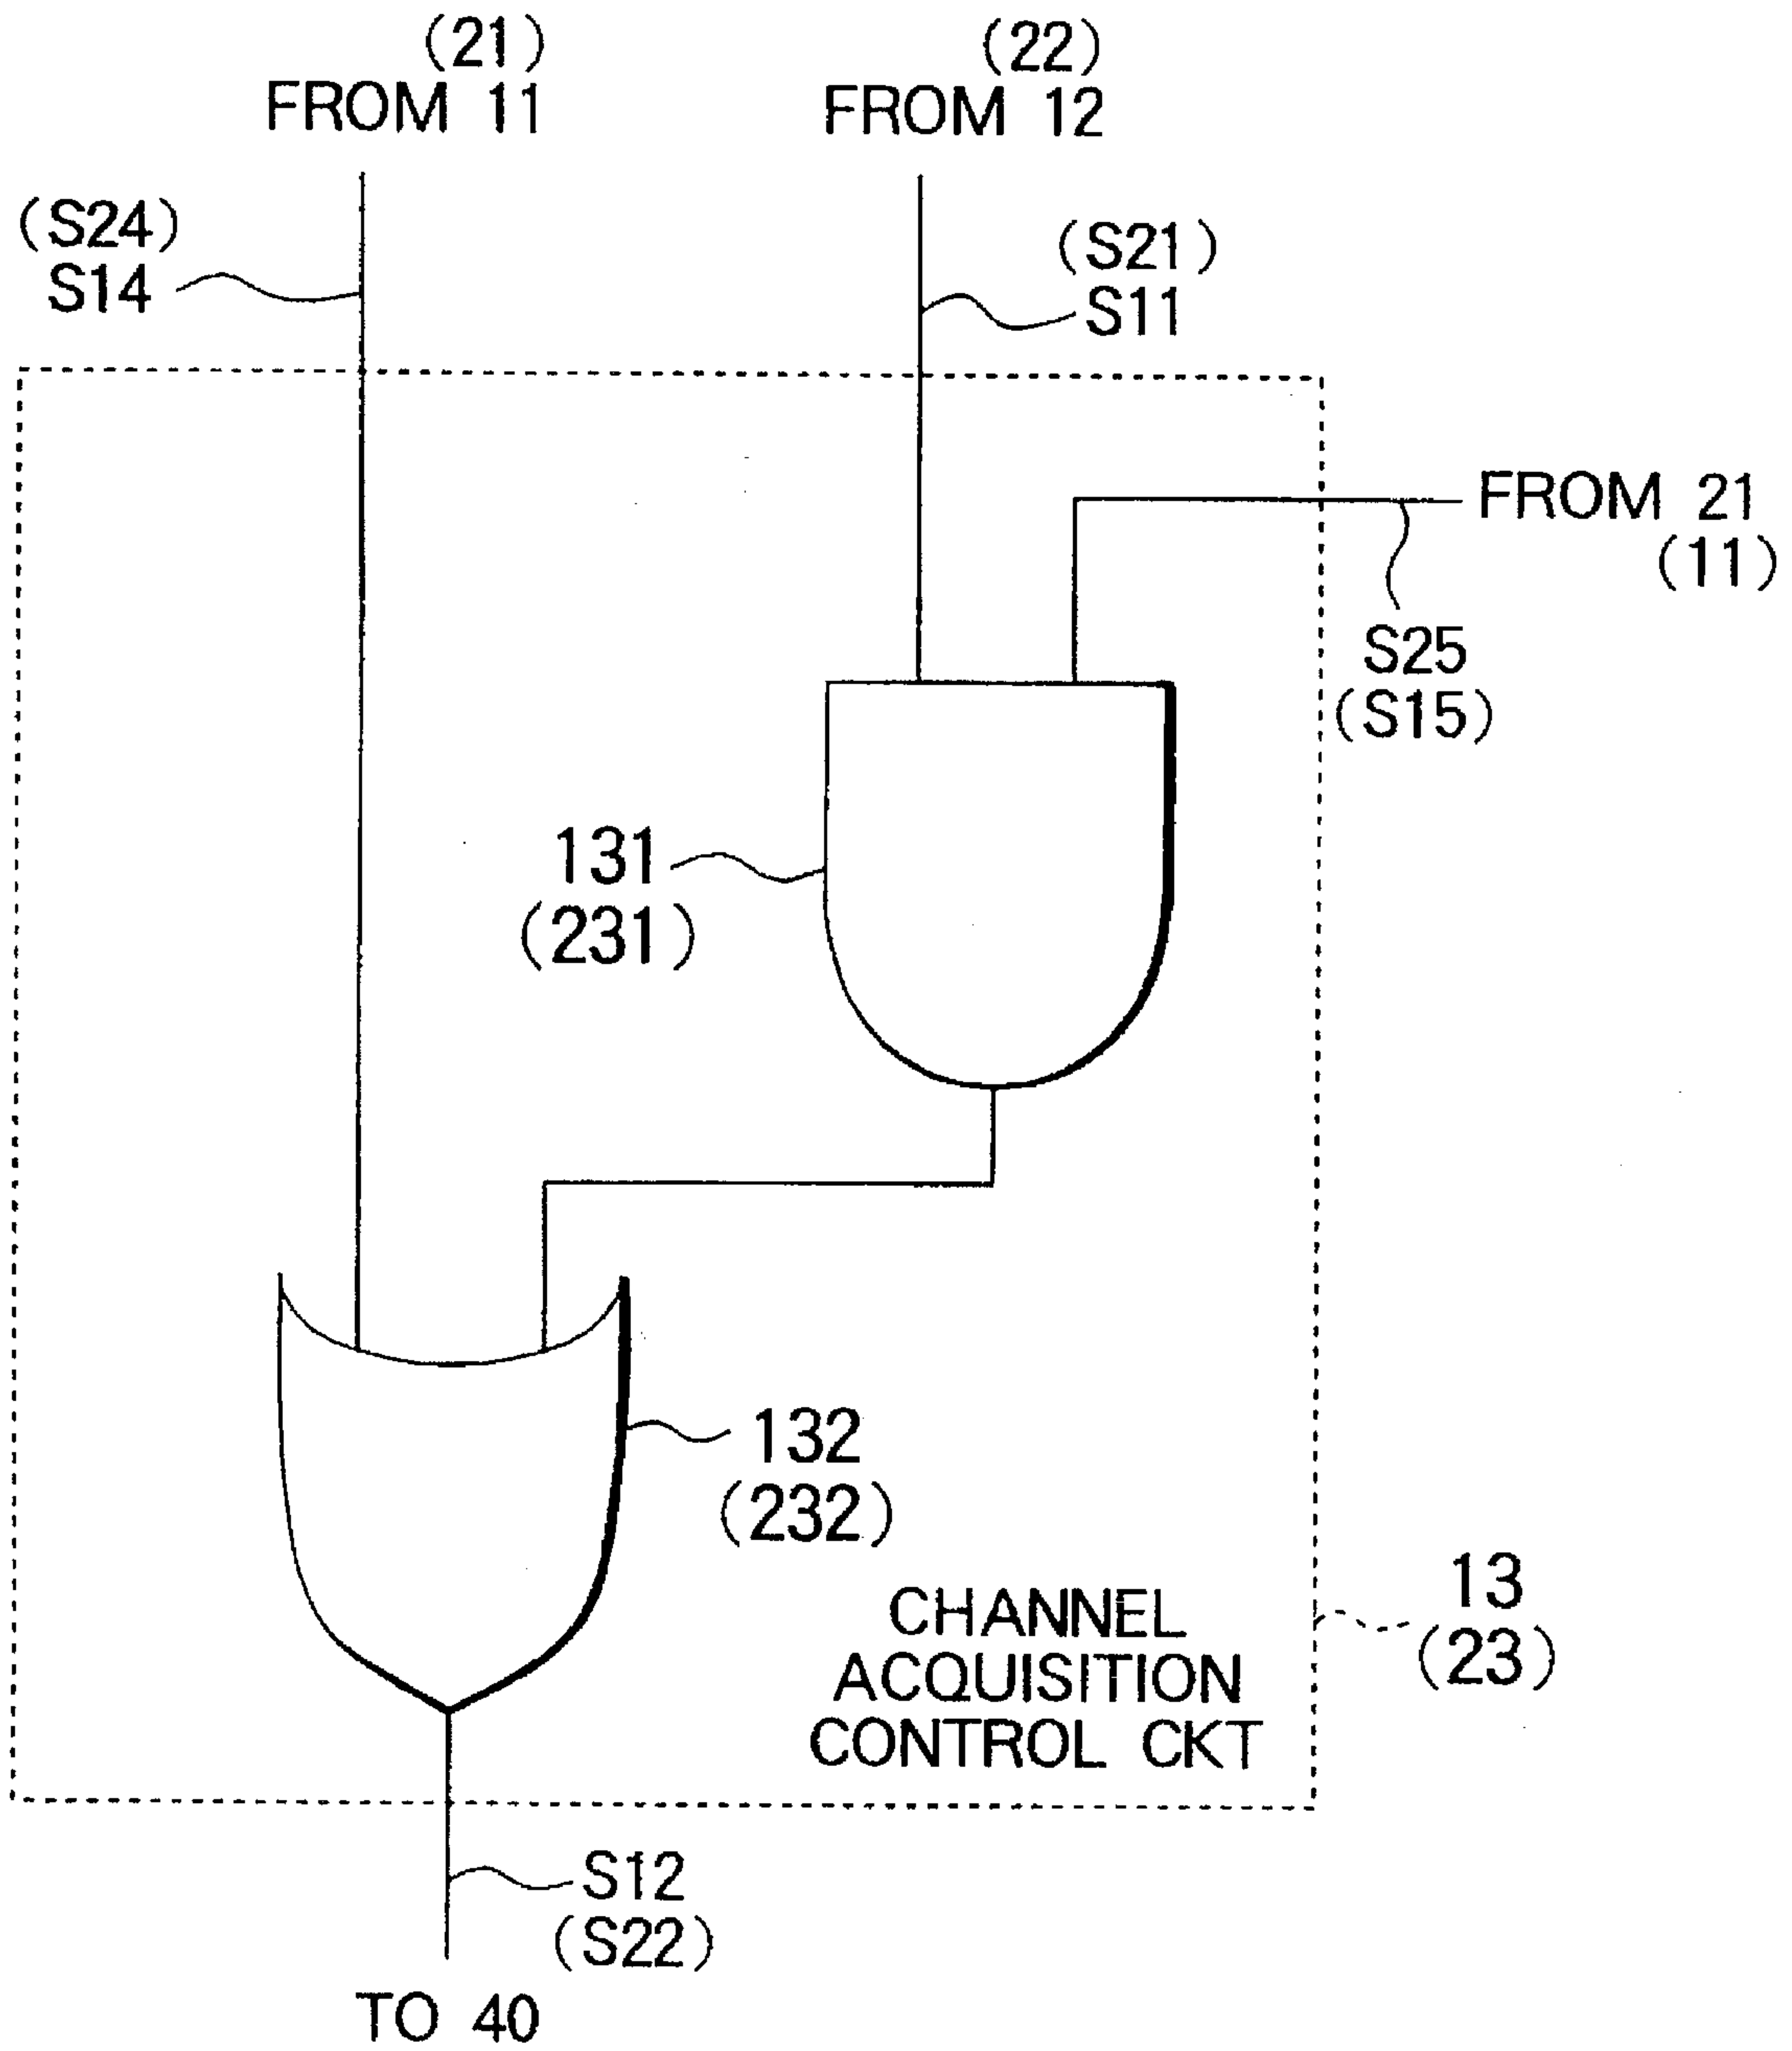 (21)
FROM 11
(22)
FROM 12
(S24)
S14
(S21)
S11
FROM 21
(11)
S25
(S15)
131
(231)
132
(232)
CHANNEL
ACQUISITION
CONTROL CKT
13
(23)
S12
(S22)
TO 40